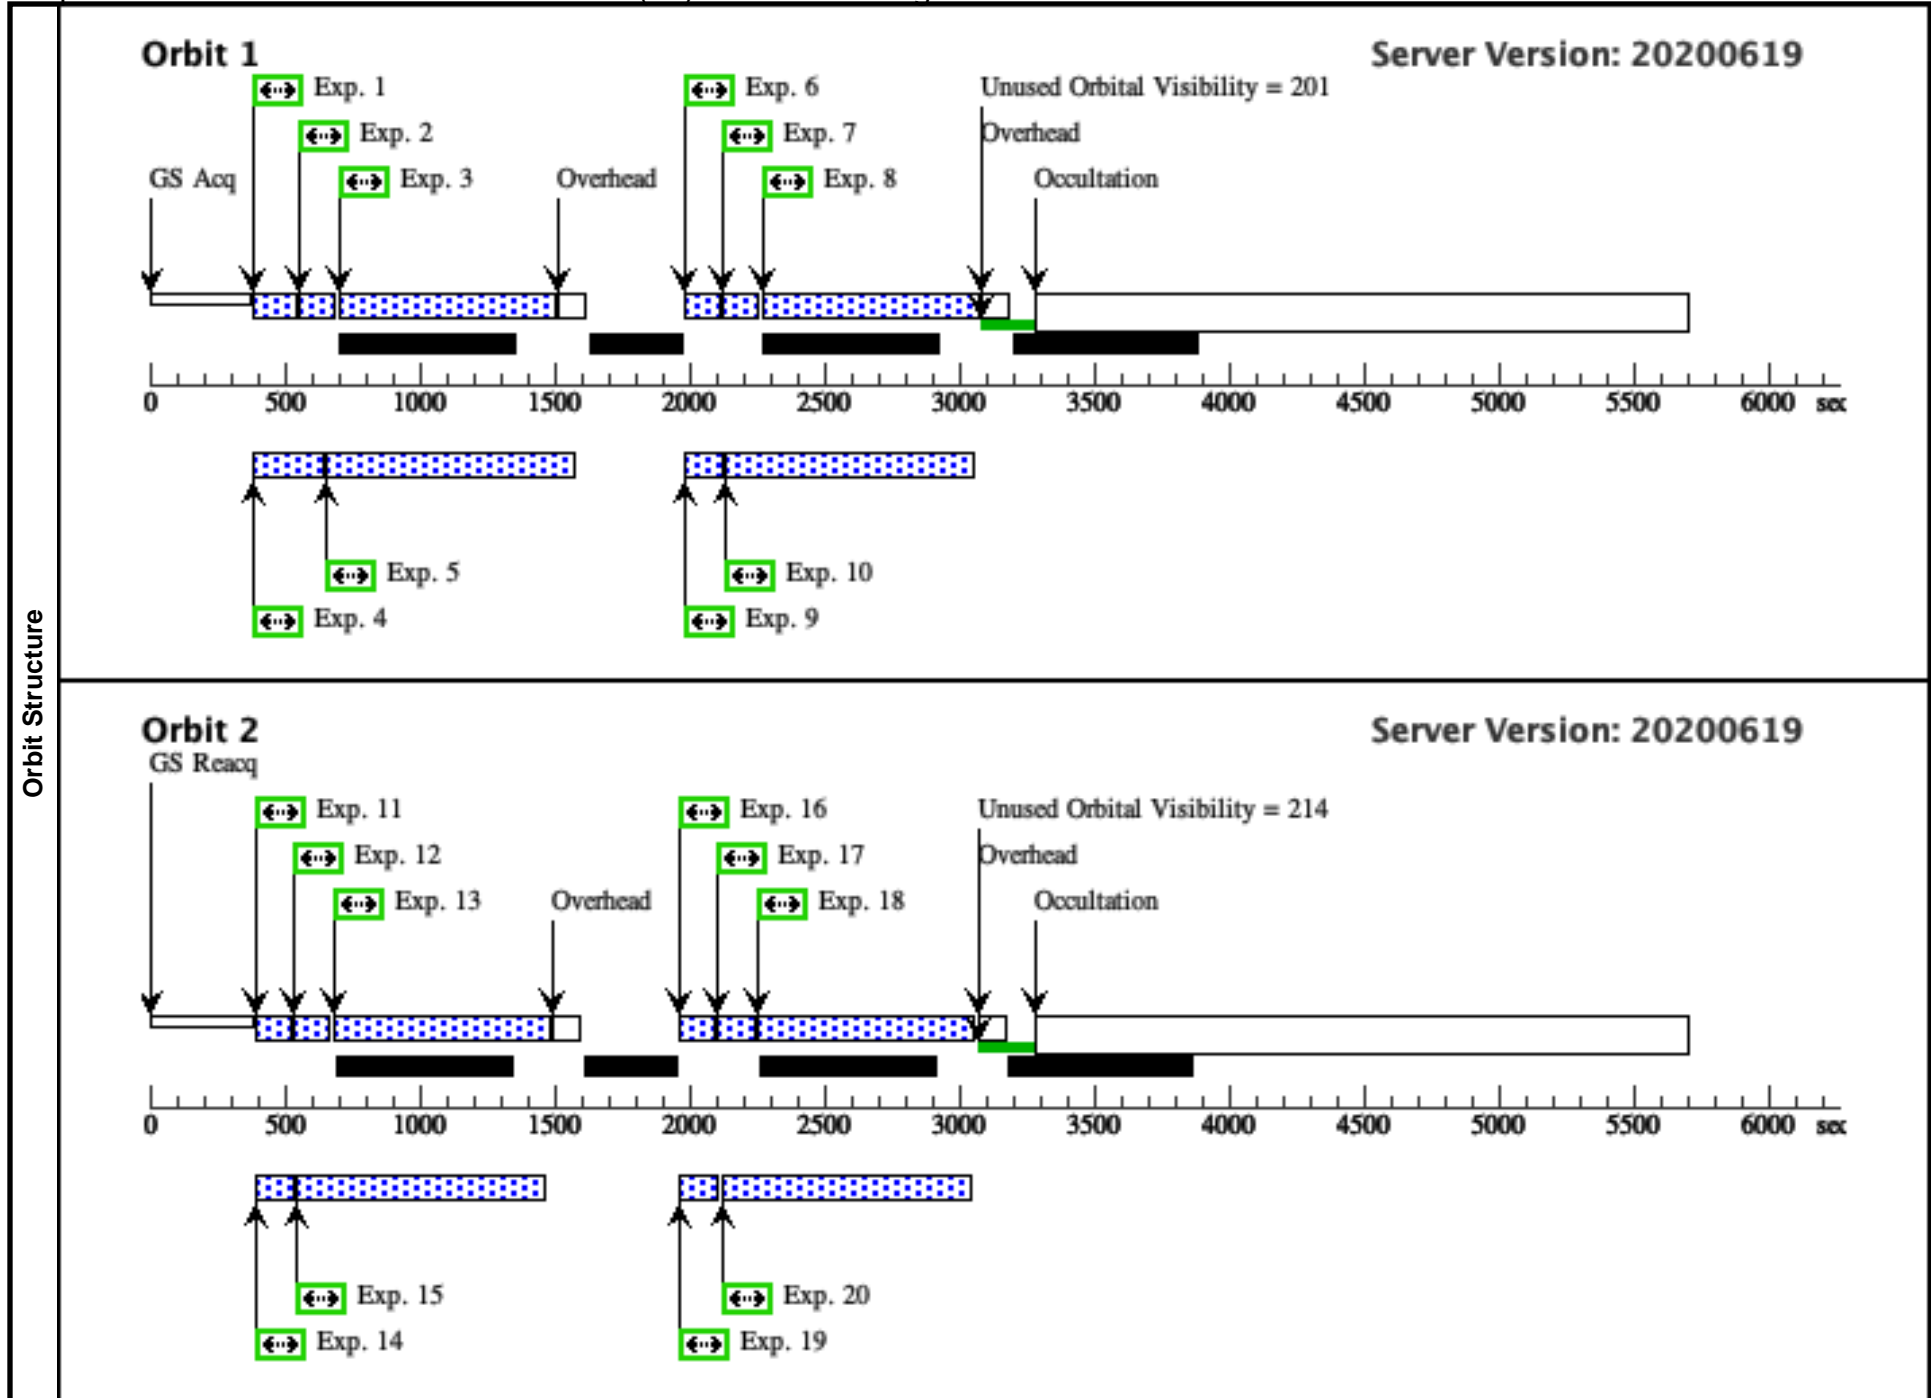 Orbit Structure
Orbit 1
Server Version: 20200619
Exp. 1
Exp. 6
Unused Orbital Visibility = 201
Exp. 2
Exp. 7
Overhead
GS Acq
Exp. 3
Overhead
Exp. 8
Occultation
0 500 1000 1500 2000 2500 3000 3500 4000 4500 5000 5500 6000 sec
Exp. 5
Exp. 10
Exp. 4
Exp. 9
Orbit 2
Server Version: 20200619
GS Reacq
Exp. 11
Exp. 16
Unused Orbital Visibility = 214
Exp. 12
Exp. 17
Overhead
Exp. 13
Overhead
Exp. 18
Occultation
0 500 1000 1500 2000 2500 3000 3500 4000 4500 5000 5500 6000 sec
Exp. 15
Exp. 20
Exp. 14
Exp. 19